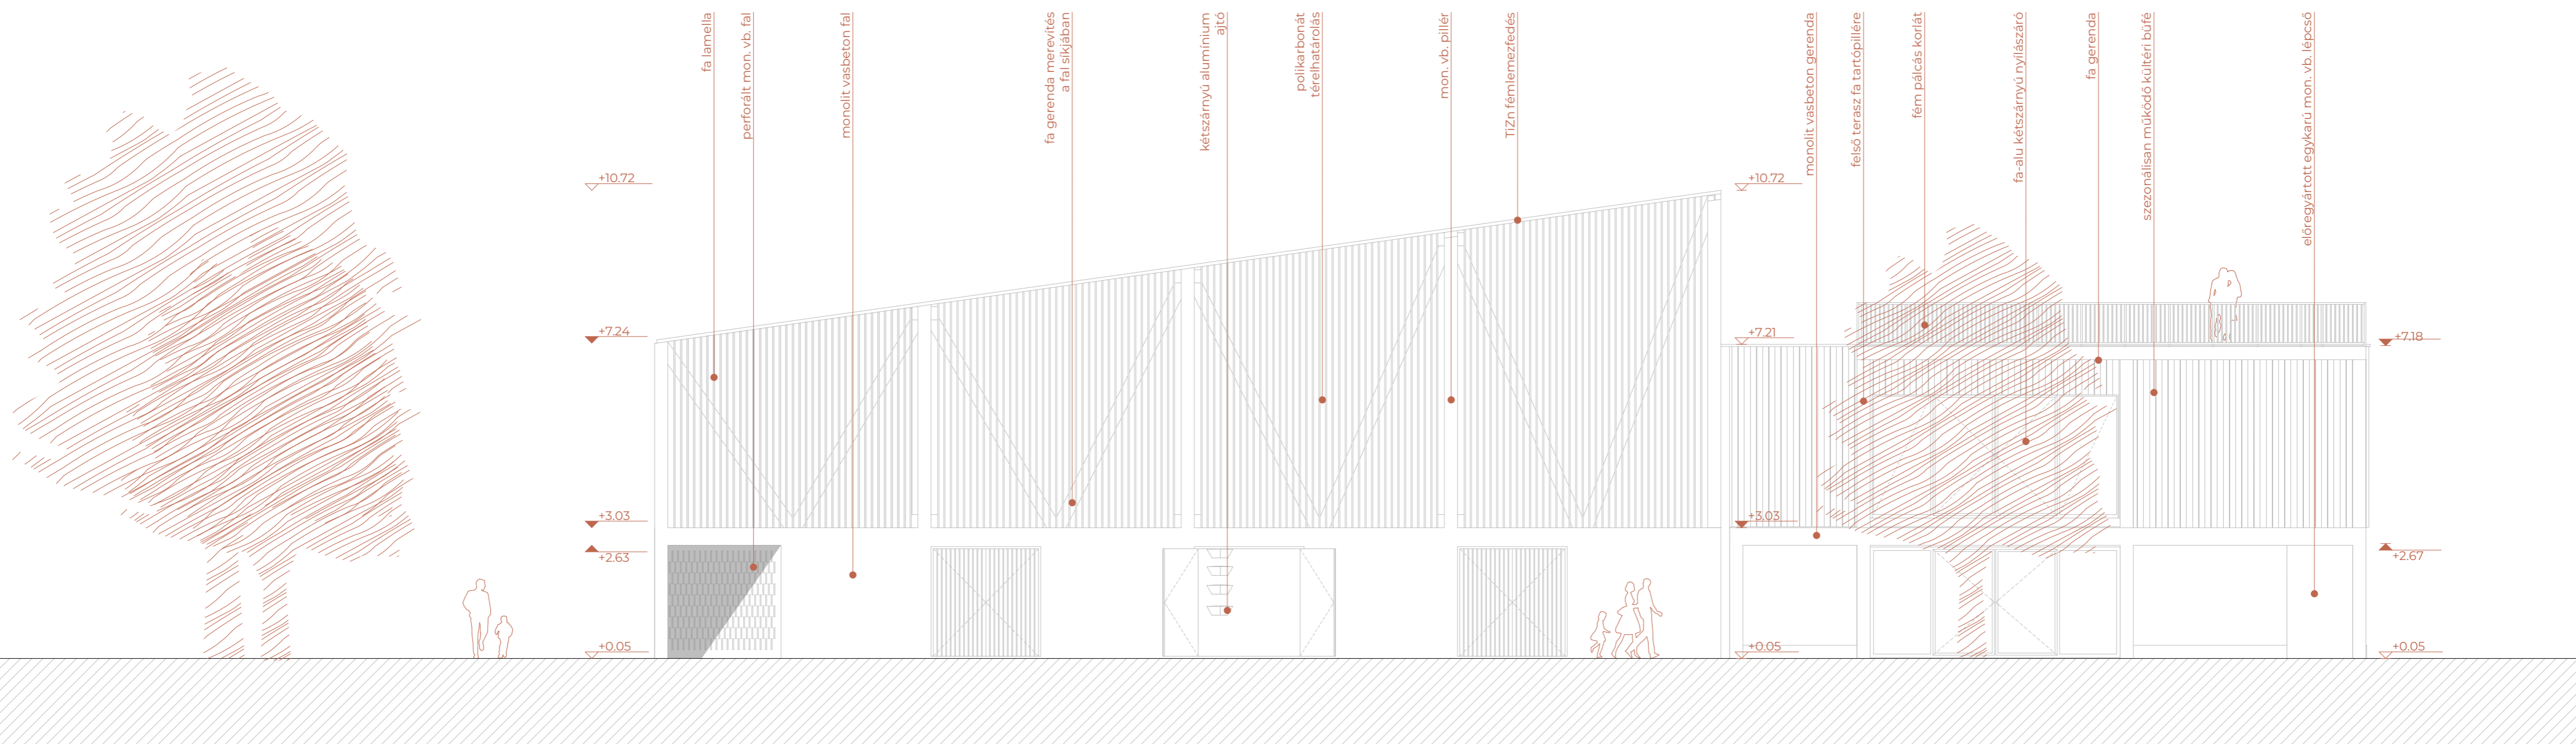 fa lamella
perforált mon. vb. fal
monolit vasbeton fal
fa gerenda merevítés
a fal síkjában
kétszárnyú alumínium
ajtó
polikarbonát
térelhatárolás
mon. vb. pillér
TiZn fémlemezfedés
monolit vasbeton gerenda
felső terasz fa tartópillére
fém pálcás korlát
fa-alu kétszárnyú nyílászáró
fa gerenda
szezonálisan működő kültéri büfé
előregyártott egykarú mon. vb. lépcső
+10.72
+10.72
+7.24
+7.21
+7.18
+3.03
+3.03
+2.63
+2.67
+0.05
+0.05
+0.05